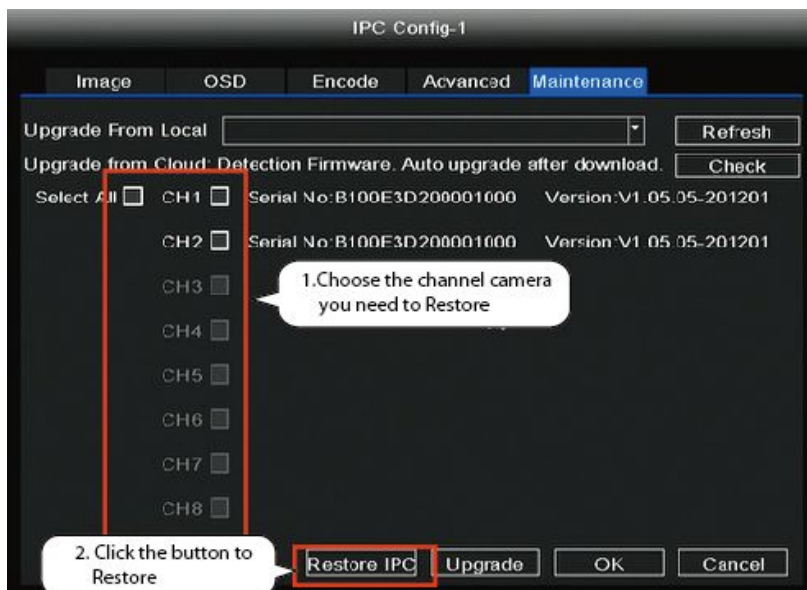 IPC Config-1
Image OSD Encode Advanced Maintenance
Upgrade From Local Refresh
Upgrade from Cloud: Detection Firmware. Auto upgrade after download. Check
Select All CH1 Serial No:B100E3D200001000 Version:V1.05.05-201201
CH2 Serial No:B100E3D200001000 Version:V1.05.05-201201
CH3
1.Choose the channel camera
you need to Restore
CH4
CH5
CH6
CH7
CH8
2. Click the button to
Restore
Restore IPC Upgrade OK Cancel